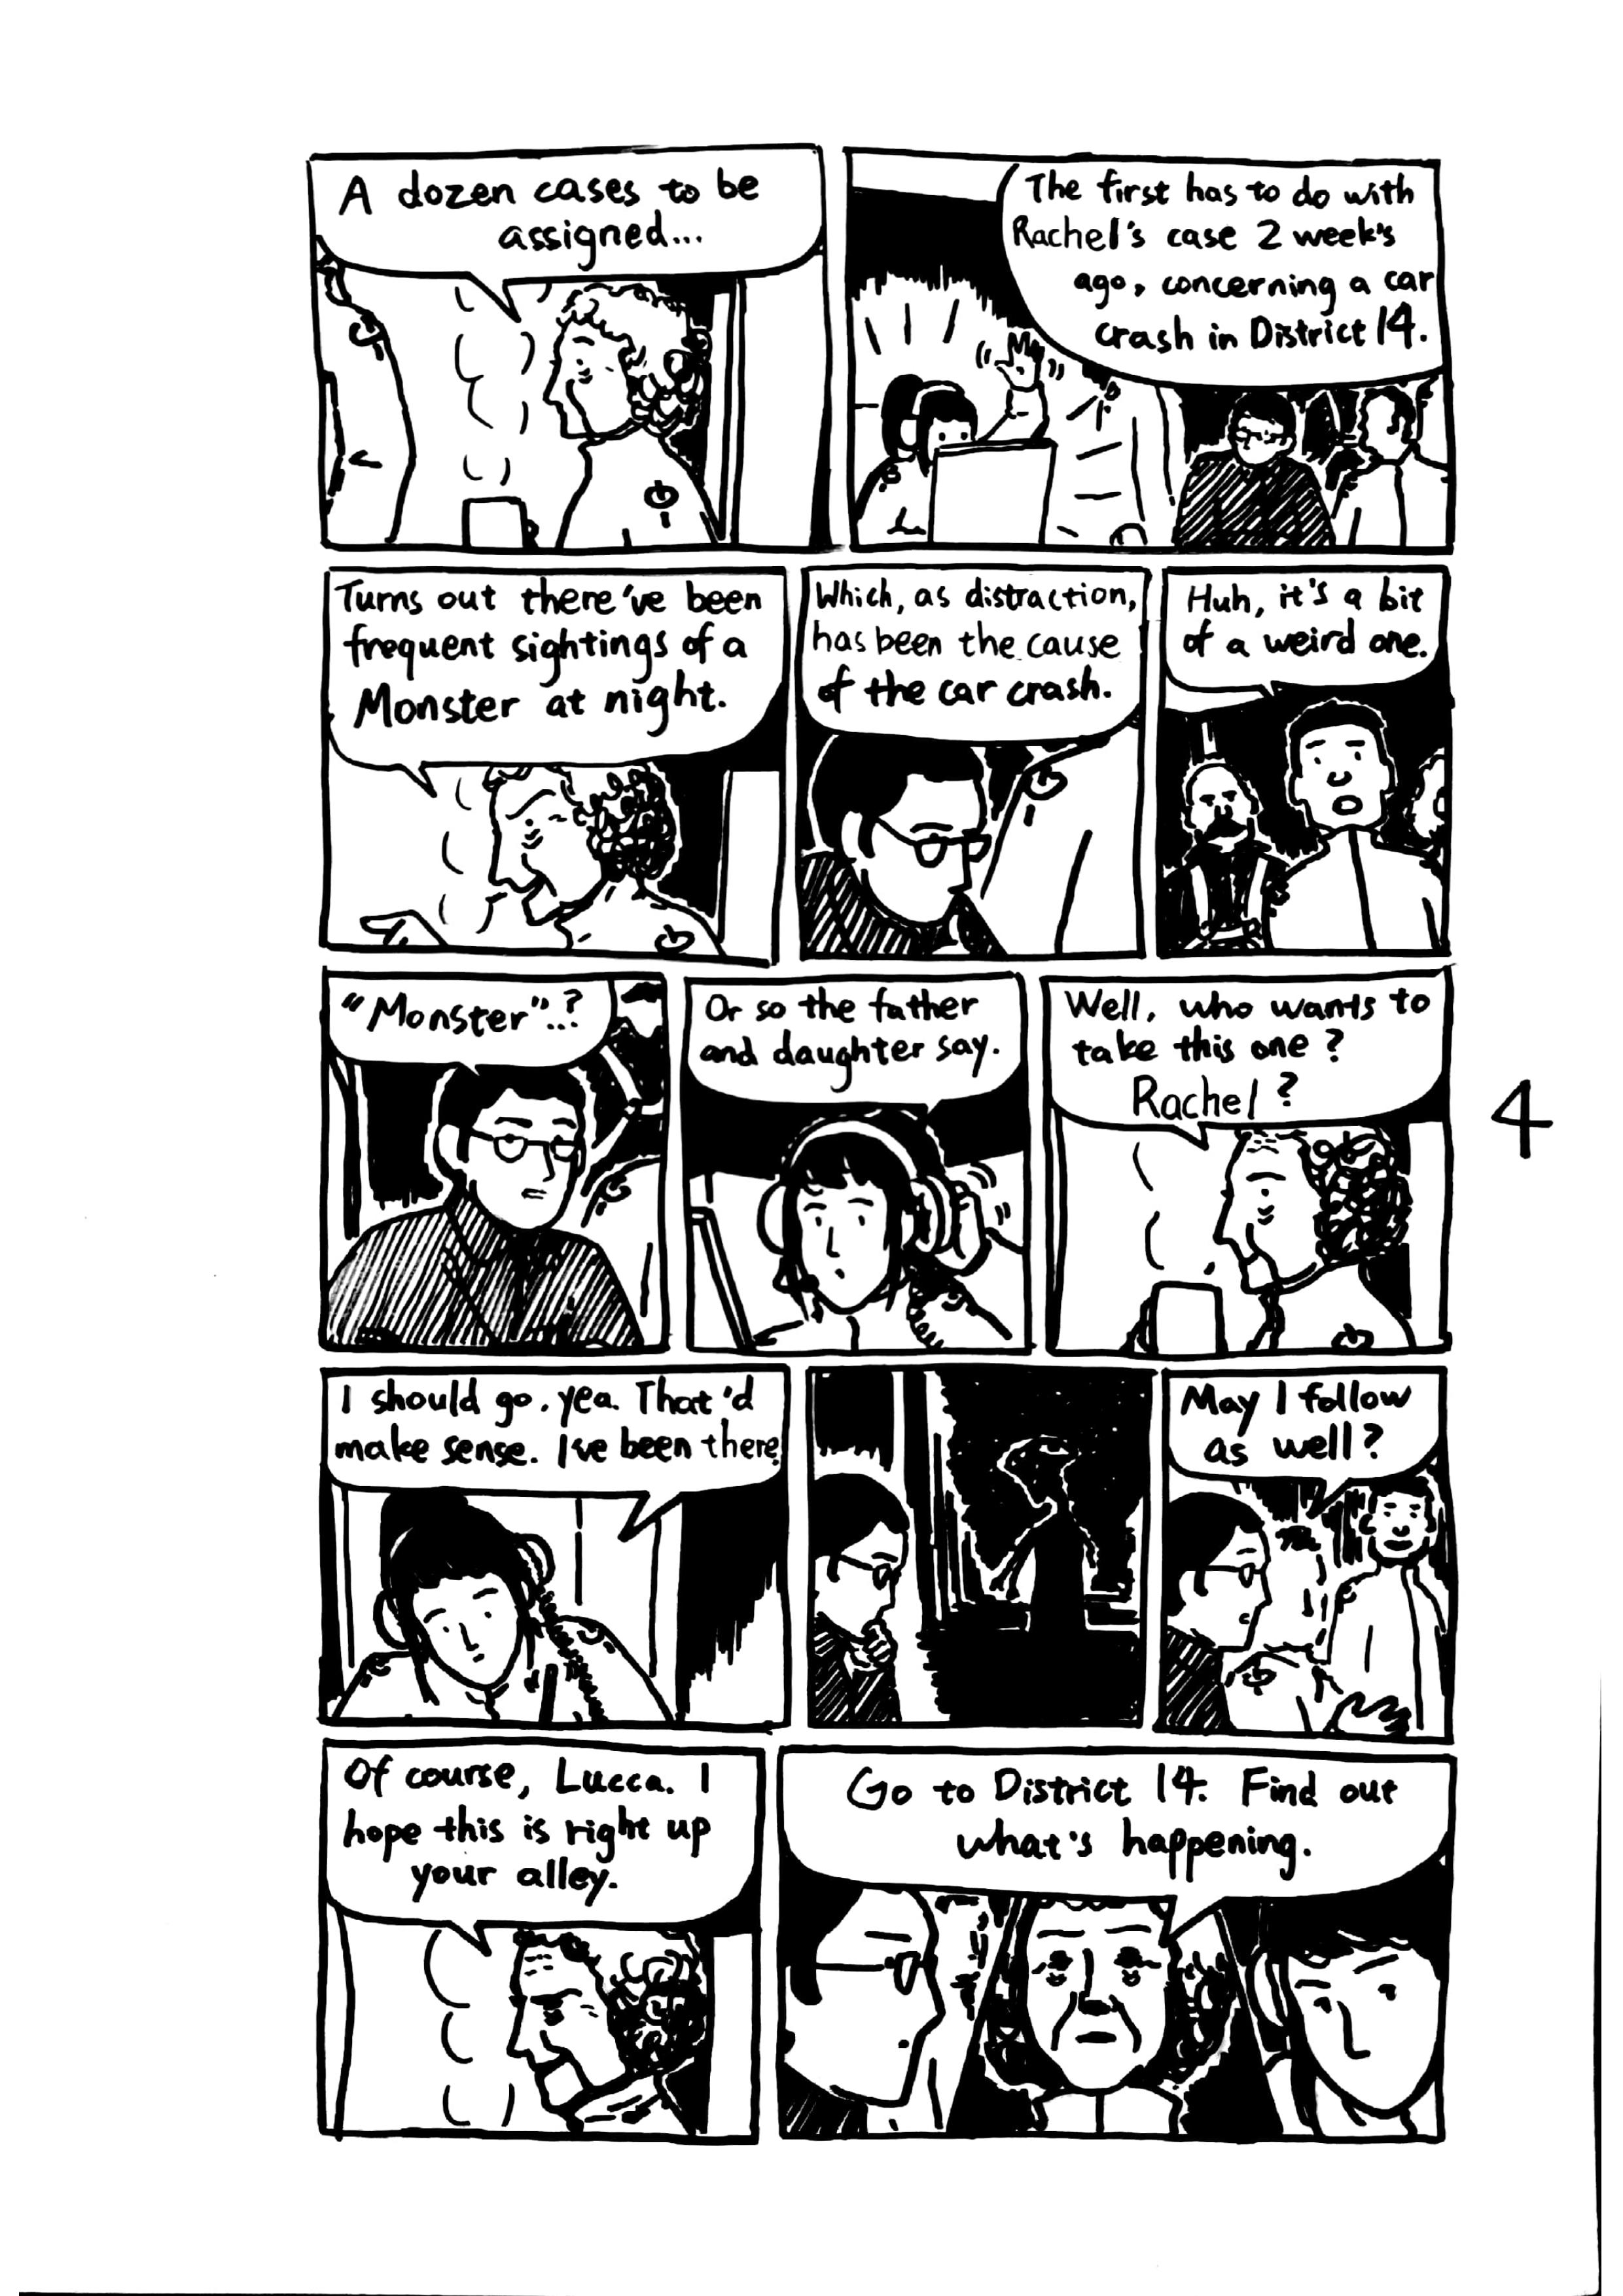 A dozen cases to be
assigned...
The first has to do with
Rachel's case 2 week's
ago, concerning a car
crash in District 14.
Turns out there've been
frequent sightings of a
Monster at night.
Which, as distraction,
has been the cause
of the car crash.
Huh, it's a bit
of a weird one.
"Monster"..?
Or so the father
and daughter say.
Well, who wants to
take this one?
Rachel?
4
I should go. yea. That'd
make sense. I've been there.
May I follow
as well?
Of course, Lucca. I
hope this is right up
your alley.
Go to District 14. Find out
what's happening.